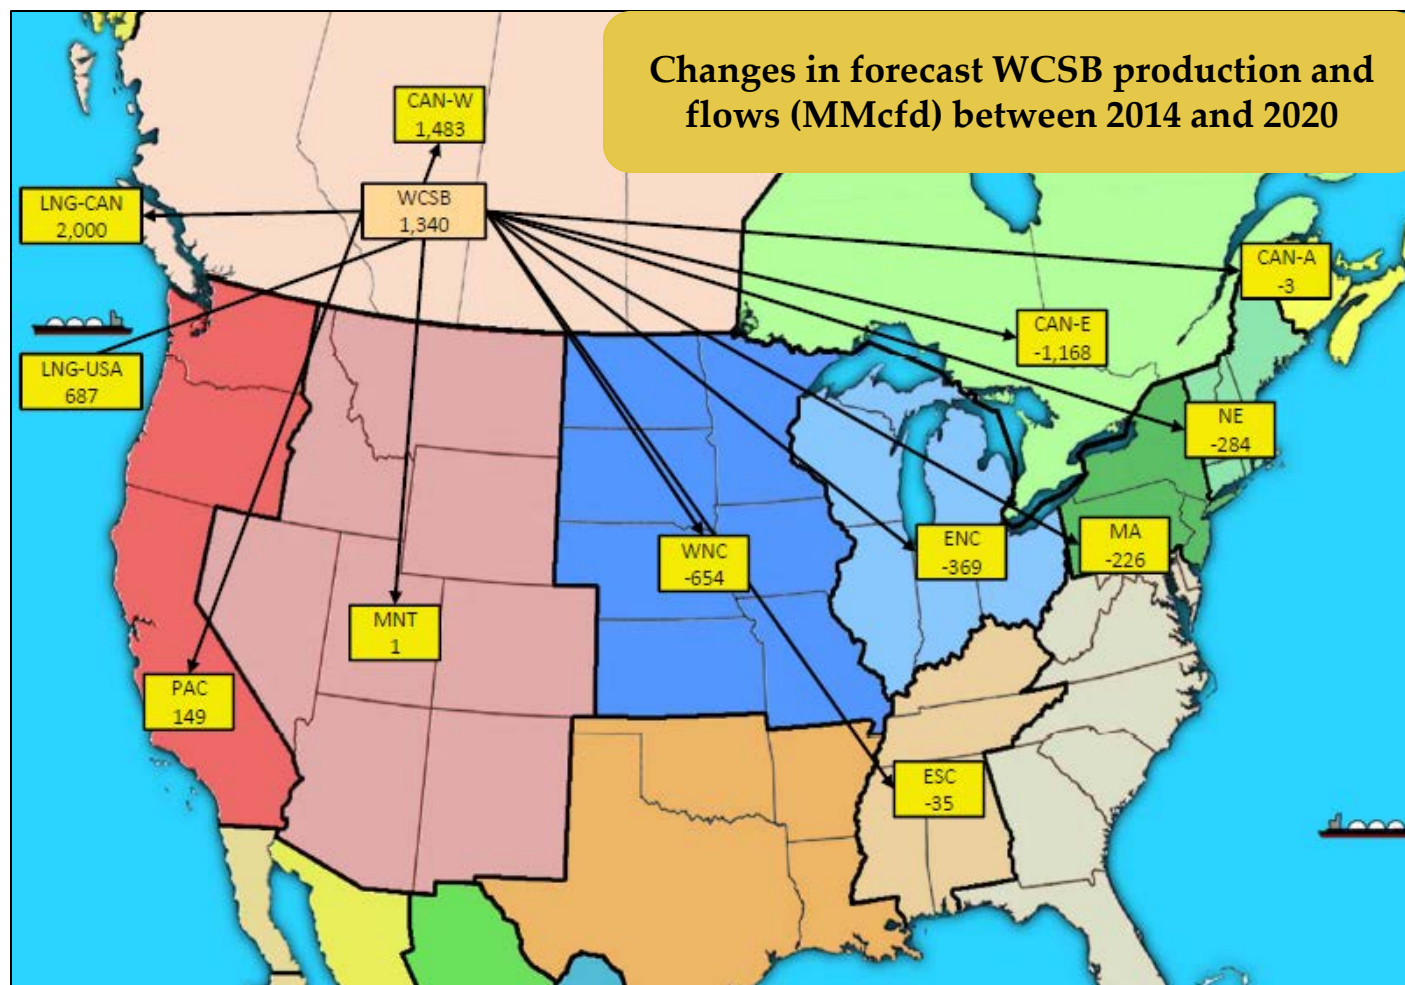 Changes in forecast WCSB production and
flows (MMcfd) between 2014 and 2020
CAN-W
1,483
WCSB
1,340
LNG-CAN
2,000
CAN-A
-3
CAN-E
-1,168
LNG-USA
687
NE
-284
WNC
-654
ENC
-369
MA
-226
MNT
1
PAC
149
ESC
-35